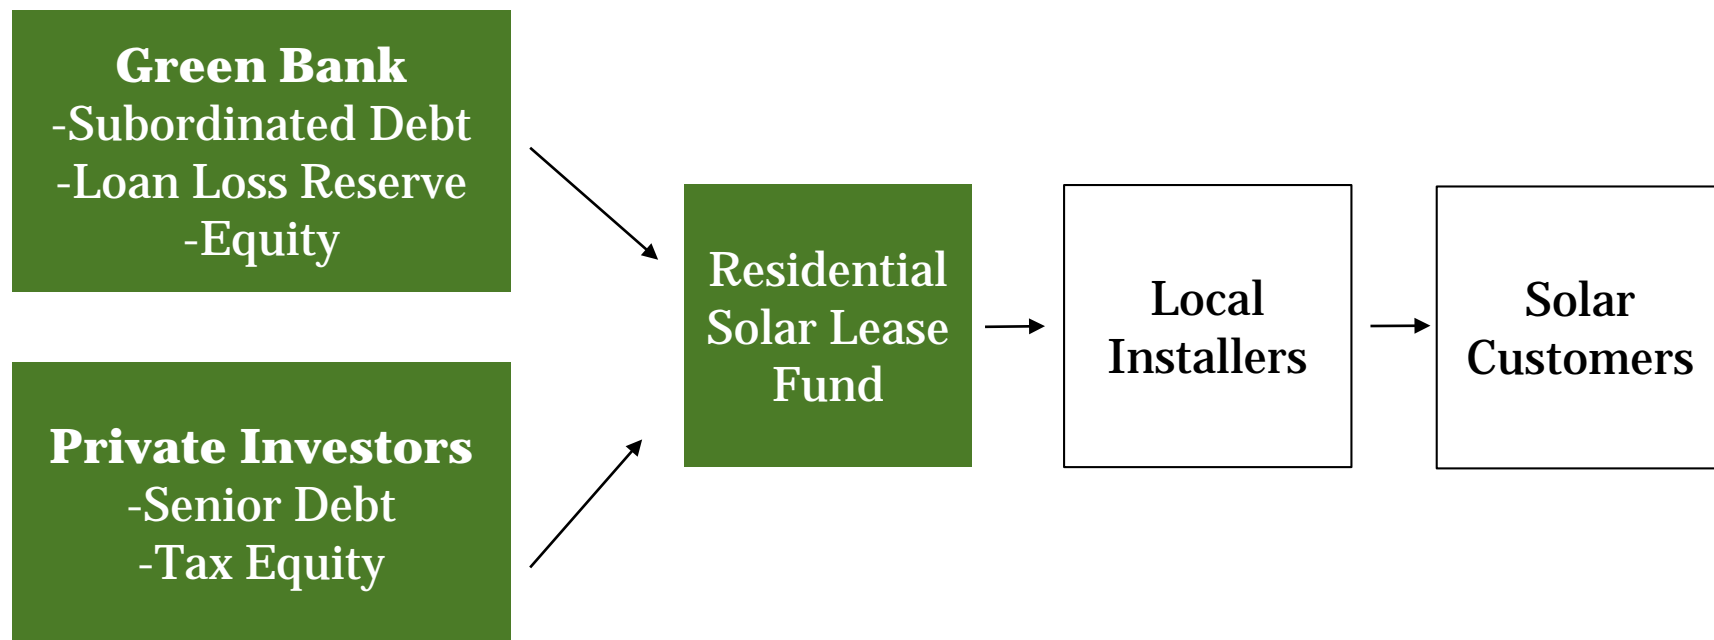 Green Bank
-Subordinated Debt
-Loan Loss Reserve
-Equity
Private Investors
-Senior Debt
-Tax Equity
Residential
Solar Lease
Fund
Local
Installers
Solar
Customers